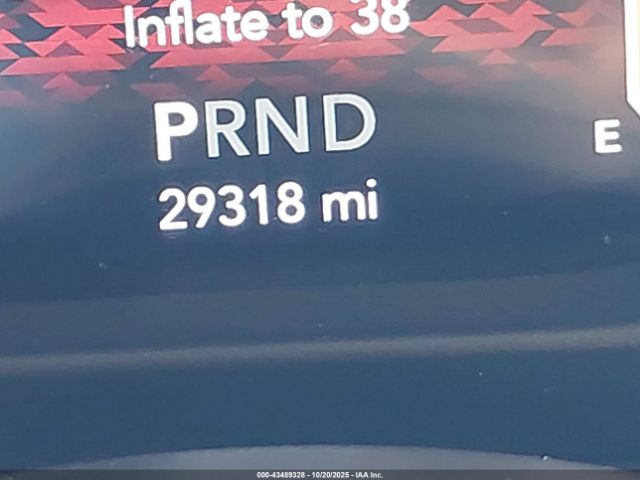 Inflate to 38
PRND
E
29318 mi
000-43489328 - 10/20/2025 - IAA Inc.